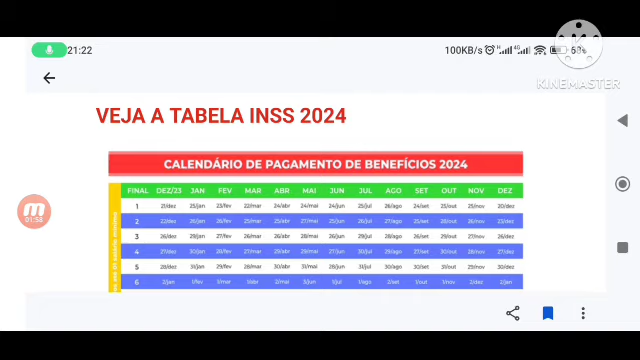 21:22
100KB/s
68%
KINEMASTER
VEJA A TABELA INSS 2024
CALENDÁRIO DE PAGAMENTO DE BENEFÍCIOS 2024
FINAL DEZ/23 JAN FEV MAR ABR MAI JUN JUL AGO SET OUT NOV DEZ
1 21/dez 25/jan 23/fev 22/mar 24/abr 24/mai 24/jun 25/jul 26/ago 24/set 24/out 25/nov 20/dez
2 22/dez 26/jan 26/fev 25/mar 25/abr 27/mai 25/jun 26/jul 27/ago 25/set 25/out 26/nov 23/dez
3 26/dez 29/jan 27/fev 26/mar 26/abr 28/mai 26/jun 29/jul 28/ago 26/set 28/out 27/nov 26/dez
4 27/dez 30/jan 28/fev 27/mar 29/abr 29/mai 27/jun 30/jul 29/ago 27/set 30/out 28/nov 27/dez
5 28/dez 31/jan 29/fev 28/mar 30/abr 31/mai 28/jun 31/jul 30/ago 30/set 31/out 29/nov 30/dez
6 2/jan 1/fev 1/mar 1/abr 2/mai 3/jun 1/jul 1/ago 2/set 1/out 1/nov 2/dez 2/jan